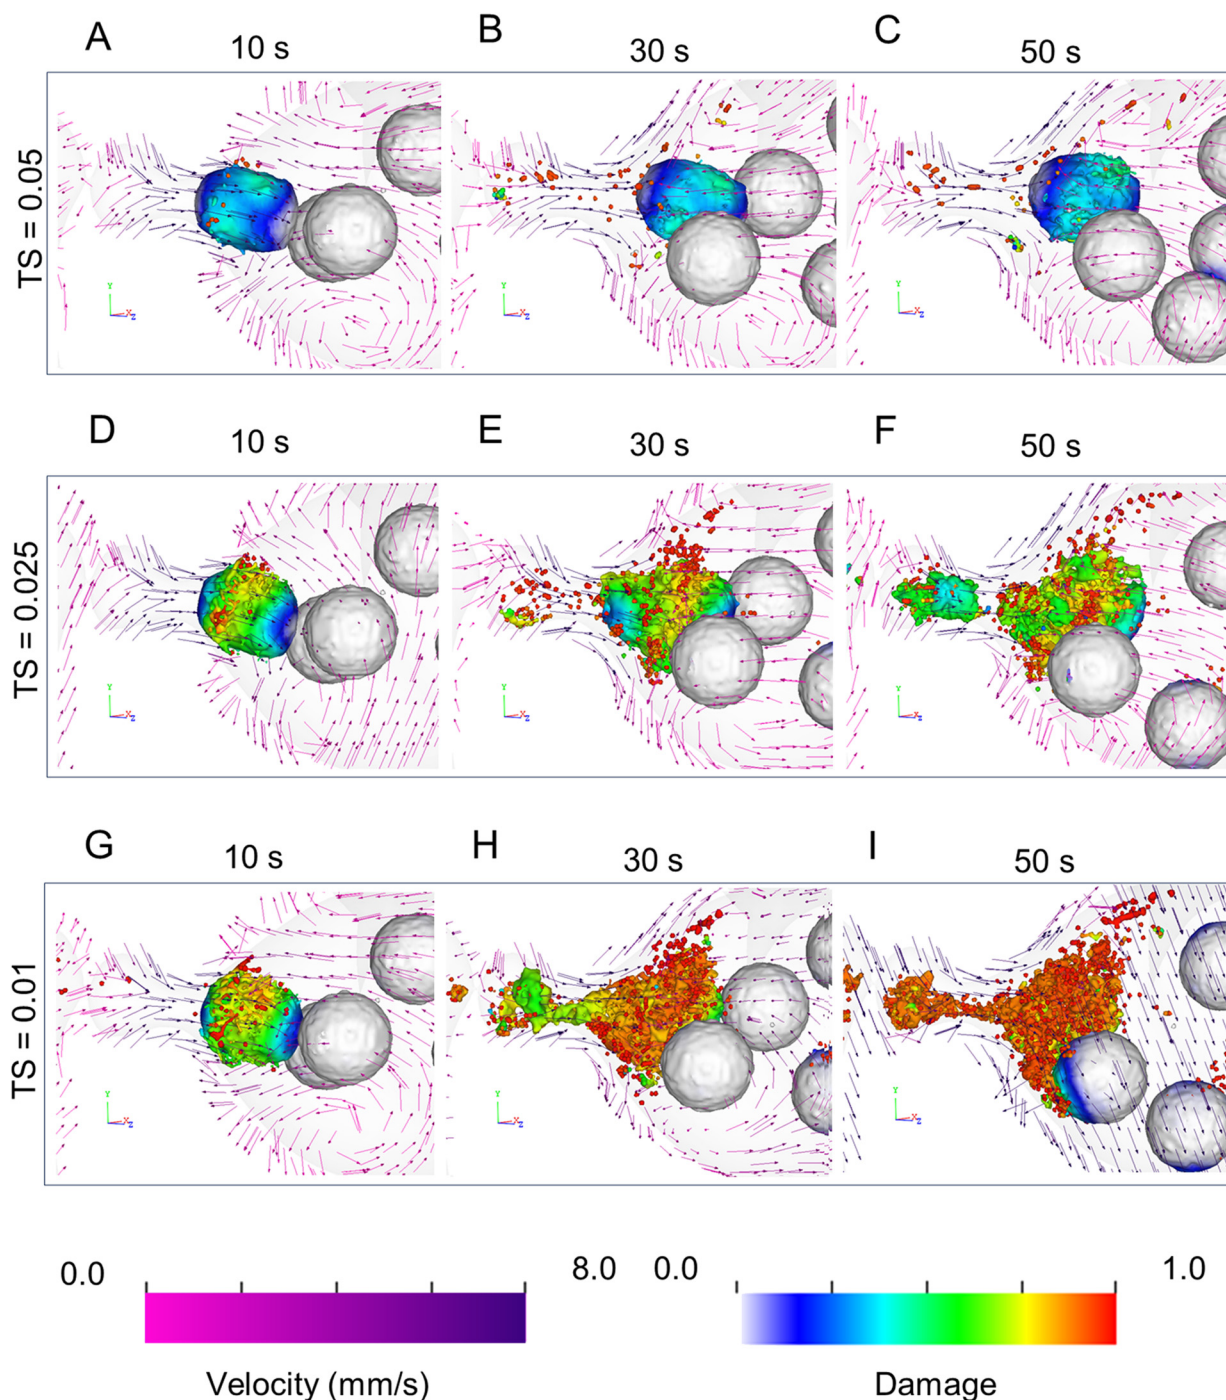 A B C
10 s 30 s 50 s
TS = 0.05
Y X Z Y X Z Y X Z
D E F
10 s 30 s 50 s
TS = 0.025
Y X Z Y X Z Y X Z
G H I
10 s 30 s 50 s
TS = 0.01
Y X Z Y X Z Y X Z
0.0 8.0 0.0 1.0
Velocity (mm/s) Damage